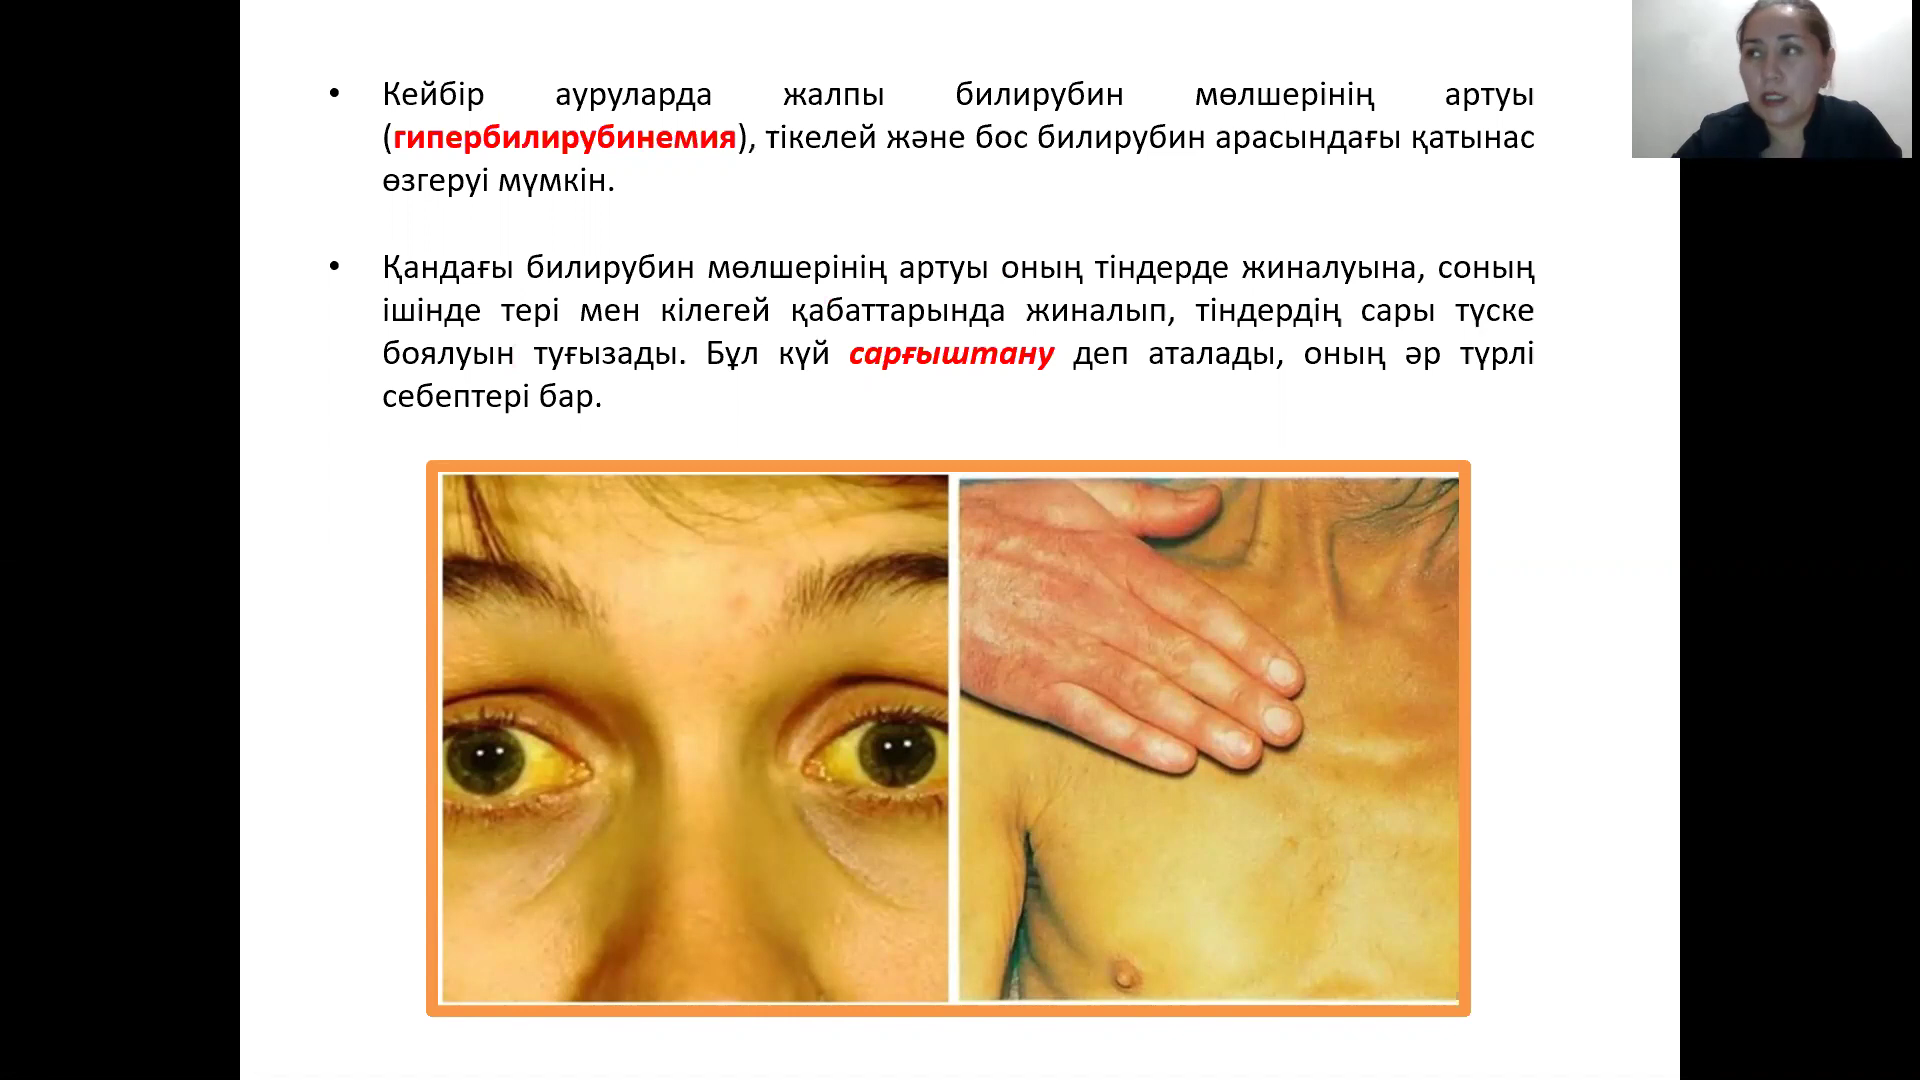 • Кейбір ауруларда жалпы билирубин мөлшерінің артуы
(гипербилирубинемия), тікелей және бос билирубин арасындағы қатынас
өзгеруі мүмкін.
• Қандағы билирубин мөлшерінің артуы оның тіндерде жиналуына, соның
ішінде тері мен кілегей қабаттарында жиналып, тіндердің сары түске
боялуын туғызады. Бұл күй сарғыштану деп аталады, оның әр түрлі
себептері бар.